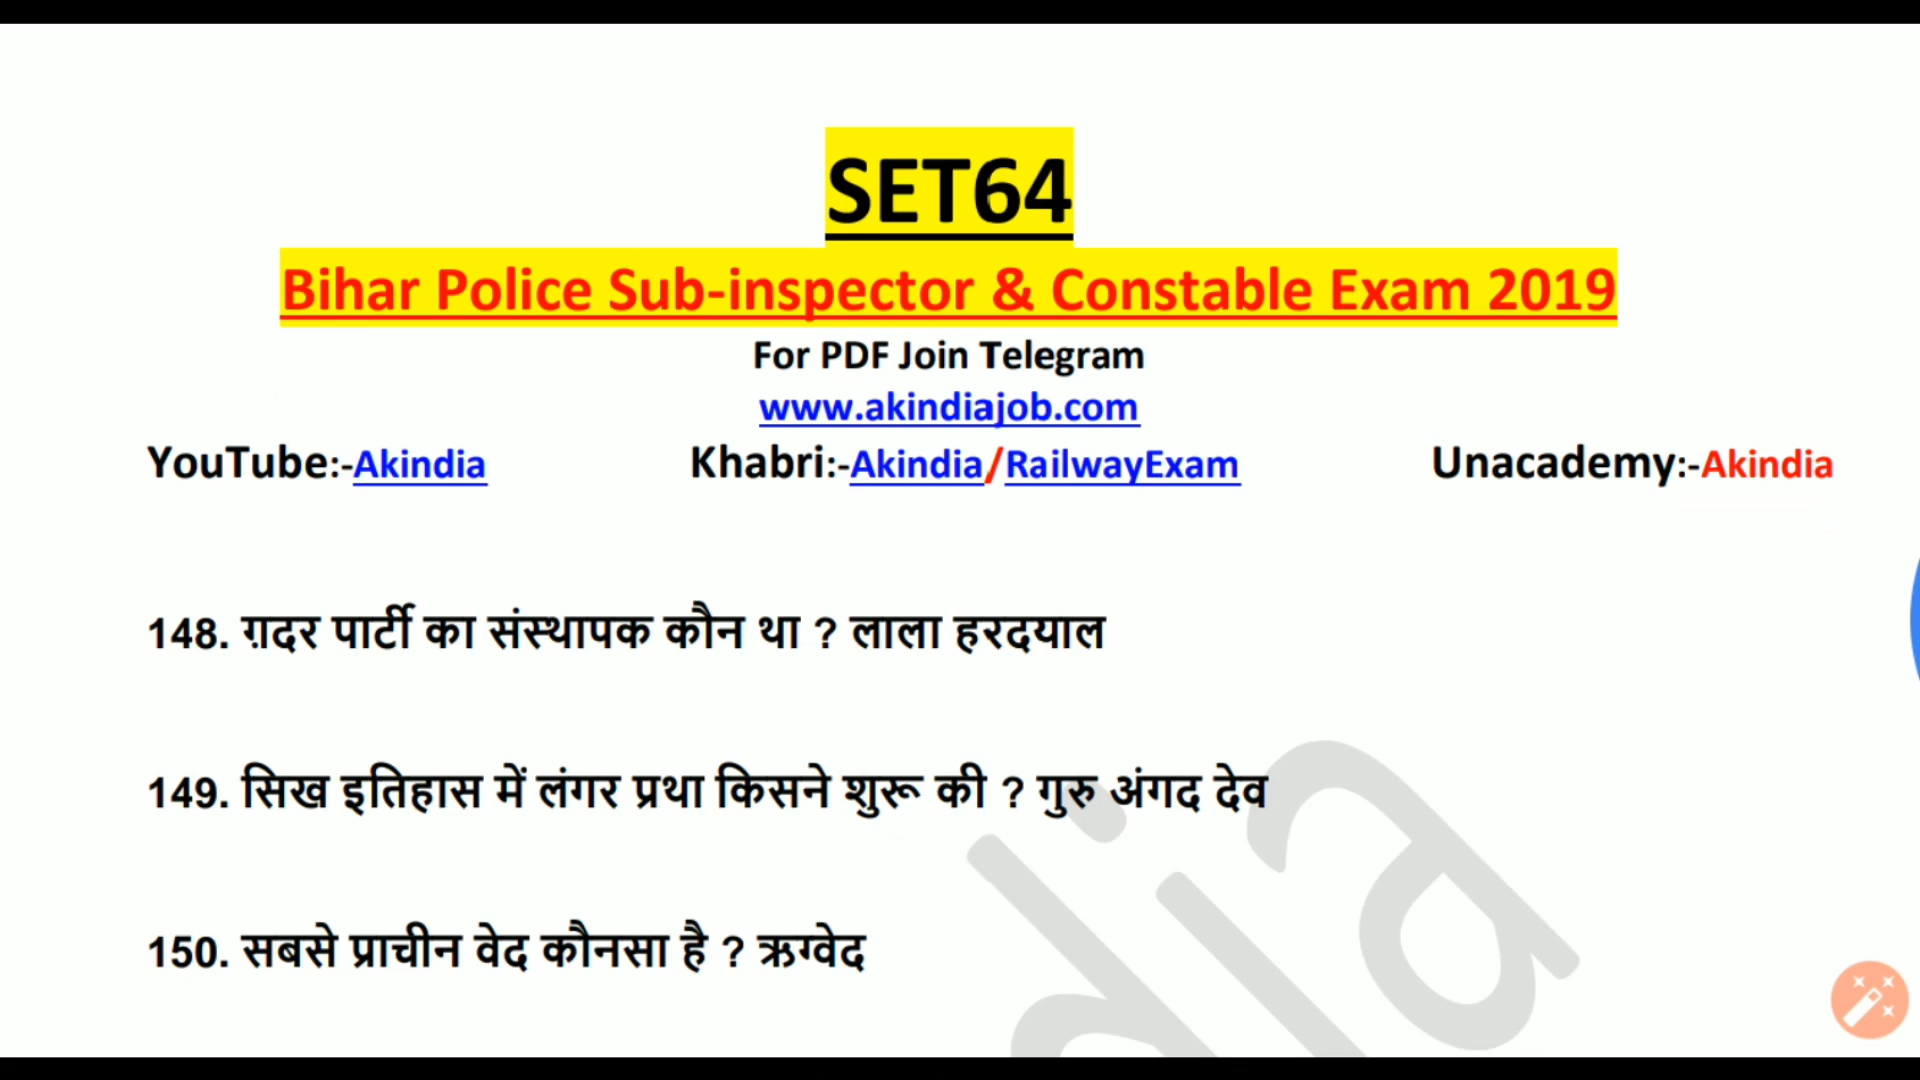 SET64
Bihar Police Sub-inspector & Constable Exam 2019
For PDF Join Telegram
www.akindiajob.com
YouTube:-Akindia Khabri:-Akindia/RailwayExam Unacademy:-Akindia
148. ग़दर पार्टी का संस्थापक कौन था ? लाला हरदयाल
149. सिख इतिहास में लंगर प्रथा किसने शुरू की ? गुरु अंगद देव
150. सबसे प्राचीन वेद कौनसा है ? ऋग्वेद
dia